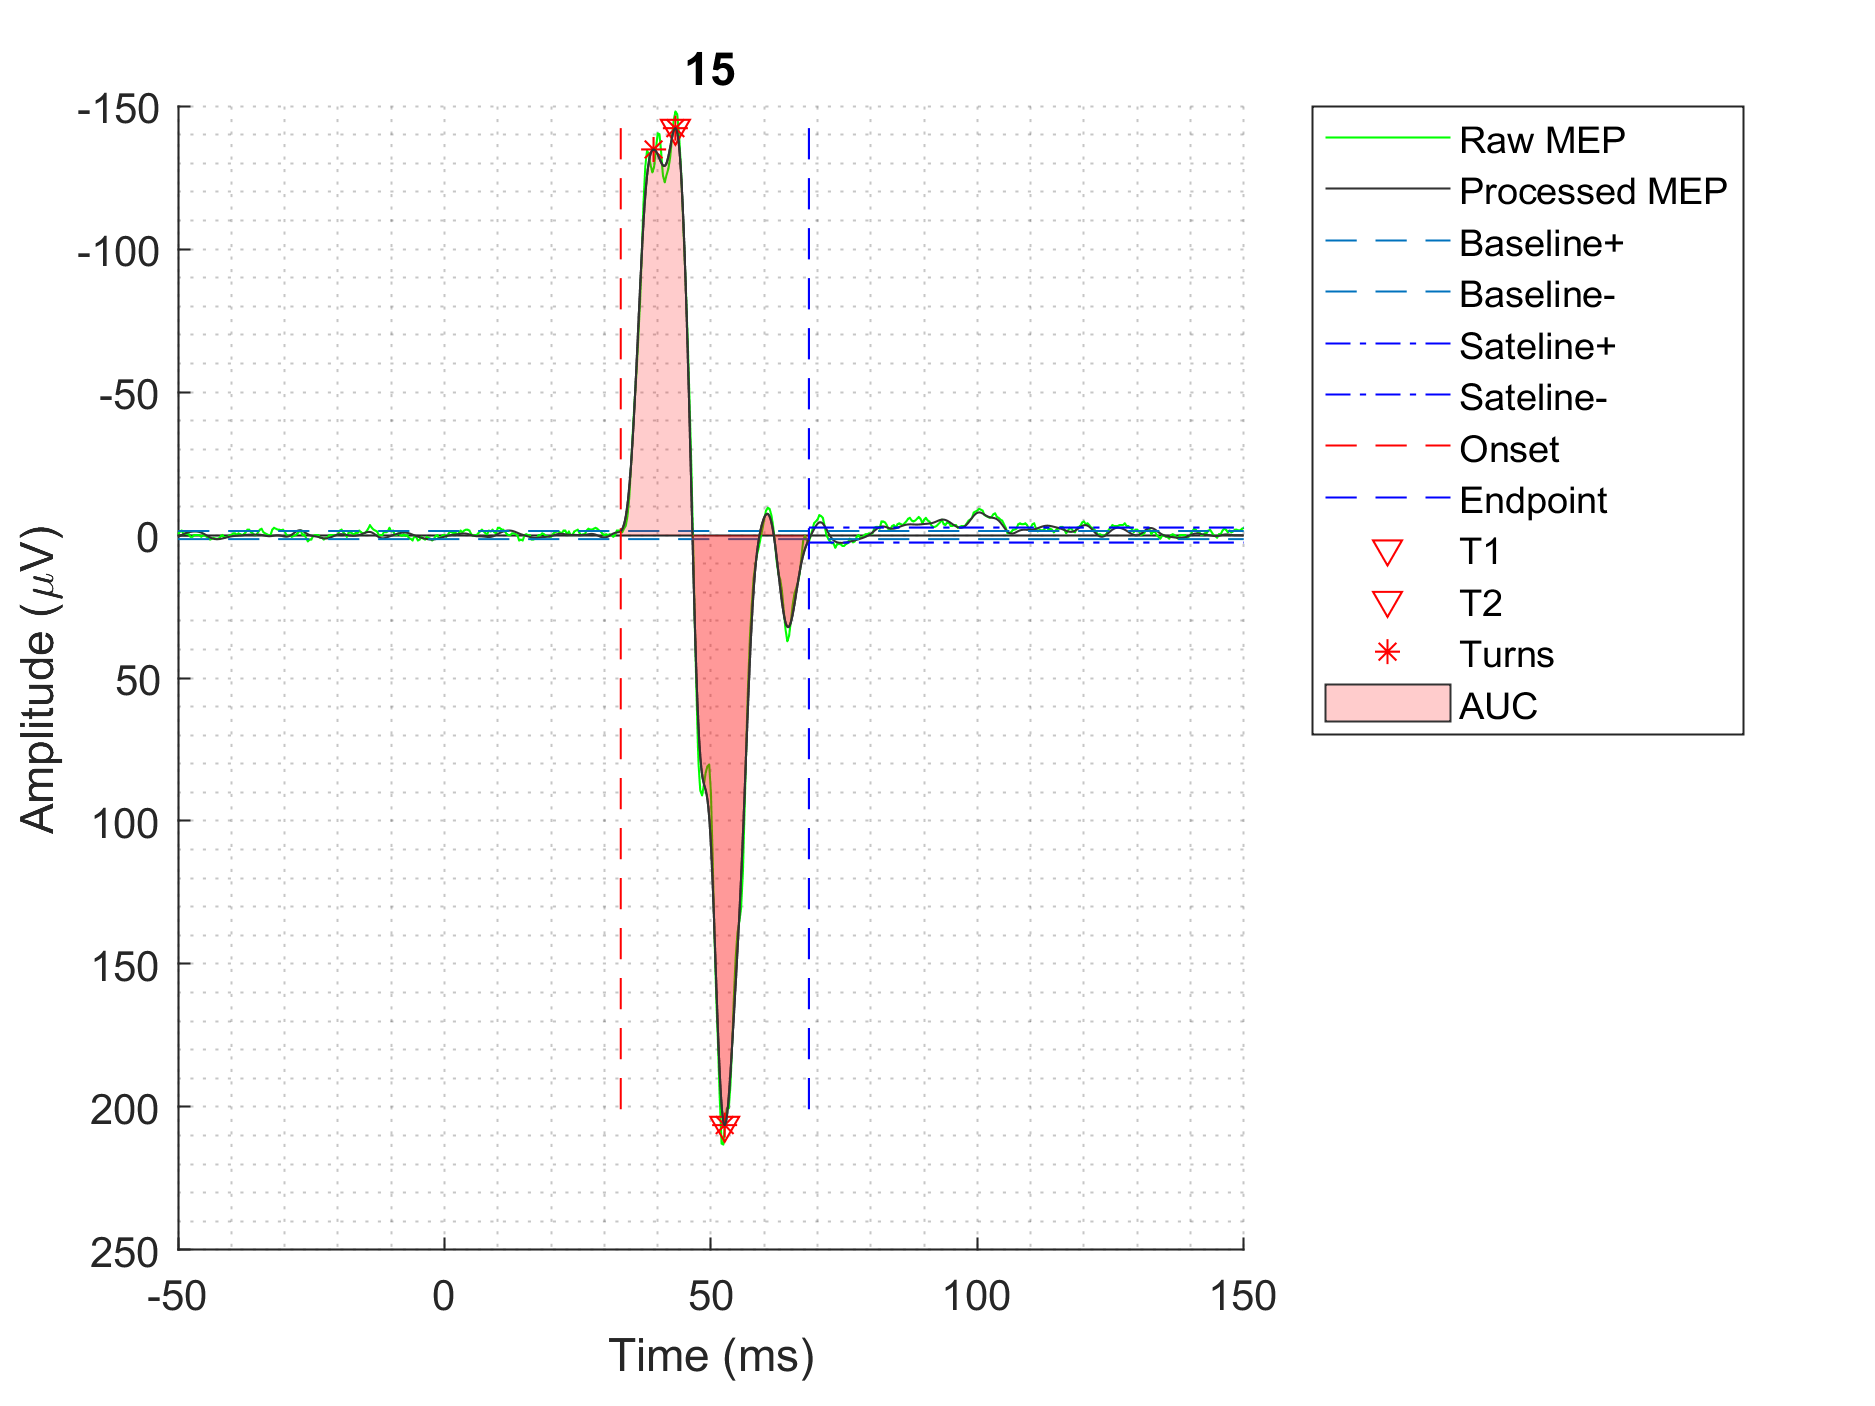 15
-150
-100
-50
0
50
100
150
200
250
Amplitude (μV)
-50 0 50 100 150
Time (ms)
Raw MEP
Processed MEP
Baseline+
Baseline-
Sateline+
Sateline-
Onset
Endpoint
T1
T2
Turns
AUC